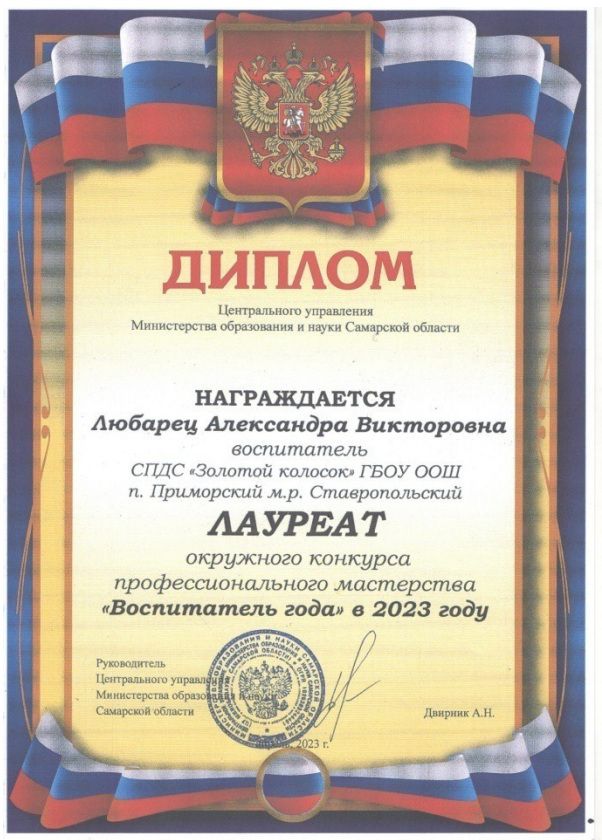 ДИПЛОМ
Центрального управления
Министерства образования и науки Самарской области
НАГРАЖДАЕТСЯ
Любарец Александра Викторовна
воспитатель
СПДС «Золотой колосок» ГБОУ ООШ
п. Приморский м.р. Ставропольский
ЛАУРЕАТ
окружного конкурса
профессионального мастерства
«Воспитатель года» в 2023 году
Руководитель
Центрального управления
Министерства образования и науки
Самарской области
Двирник А.Н.
2023 г.